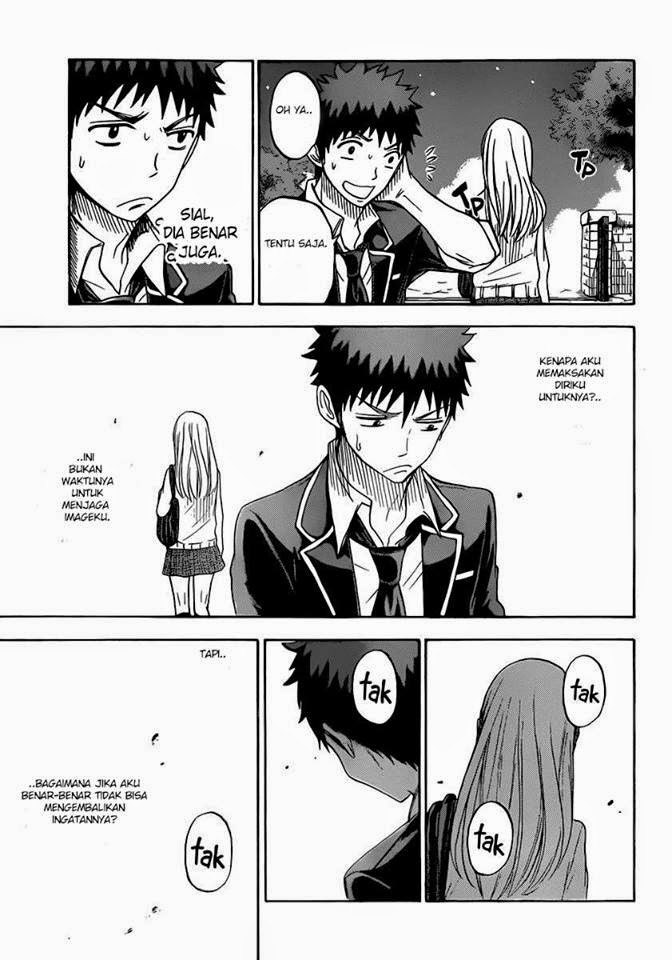 OH YA..
TENTU SAJA.
TP
TP
SIAL,
DIA BENAR
JUGA.
KENAPA AKU
MEMAKSAKAN
DIRIKU
UNTUKNYA?..
..INI
BUKAN
WAKTUNYA
UNTUK
MENJAGA
IMAGEKU.
tak
tak
tak
TAPI..
..BAGAIMANA JIKA AKU
BENAR-BENAR TIDAK BISA
MENGEMBALIKAN
INGATANNYA?
tak